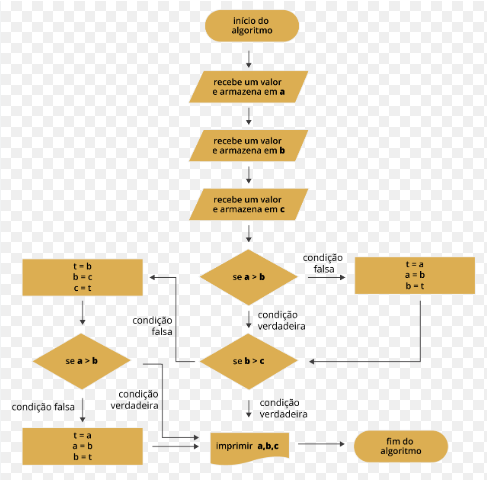 início do
algoritmo
recebe um valor
e armazena em a
recebe um valor
e armazena em b
recebe um valor
e armazena em c
se a > b
condição
falsa
t = a
a = b
b = t
condição
verdadeira
se b > c
condição
falsa
t = b
b = c
c = t
se a > b
condição
verdadeira
condição falsa
t = a
a = b
b = t
condição
verdadeira
imprimir a,b,c
fim do
algoritmo